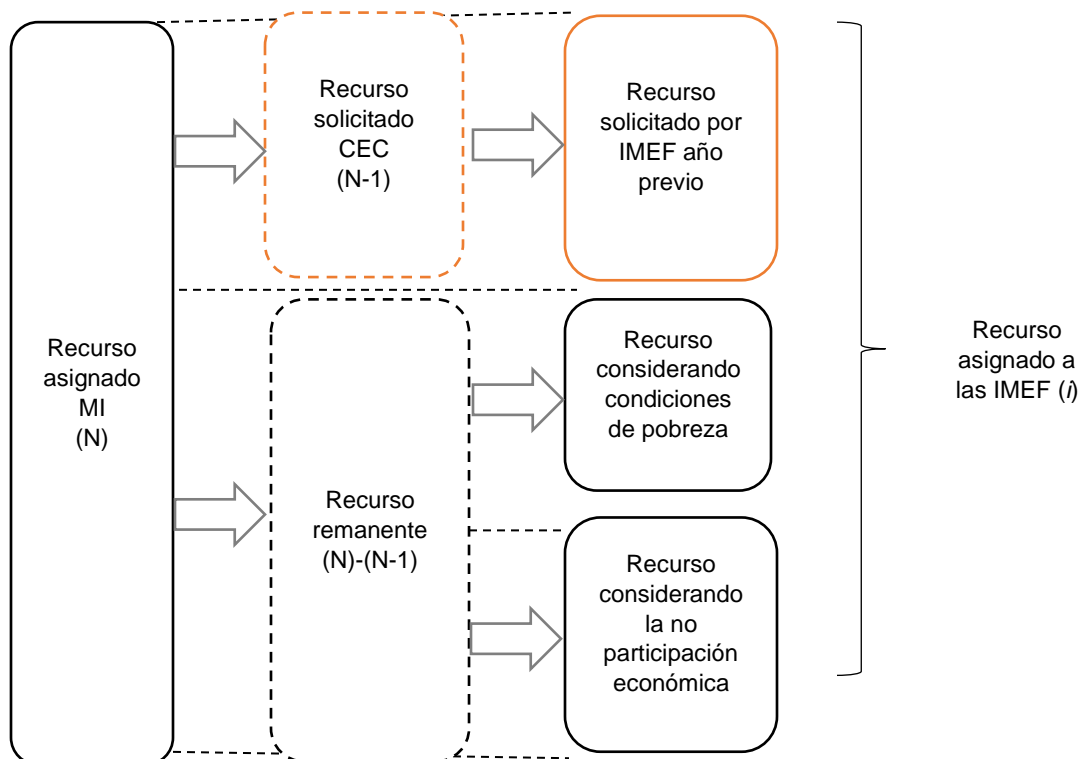 Recurso
asignado
MI
(N)
Recurso
solicitado
CEC
(N-1)
Recurso
solicitado por
IMEF año
previo
Recurso
remanente
(N)-(N-1)
Recurso
considerando
condiciones
de pobreza
Recurso
considerando
la no
participación
económica
Recurso
asignado a
las IMEF (i)